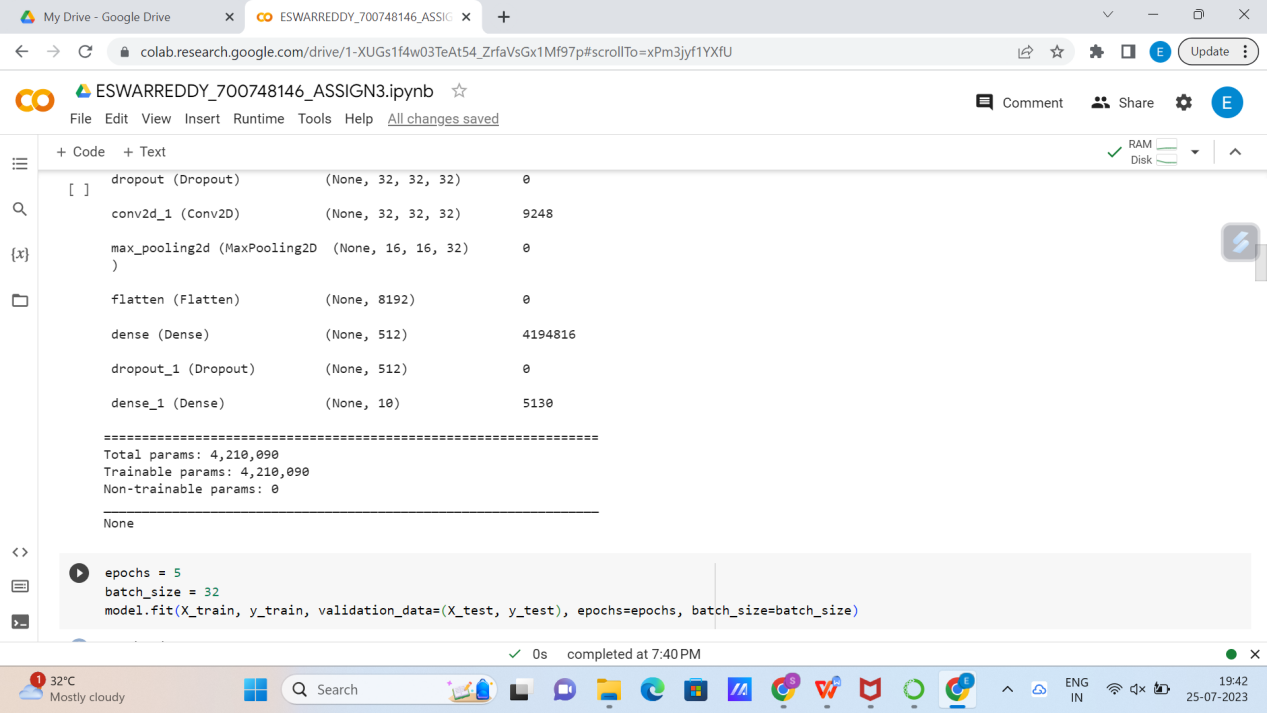 My Drive - Google Drive
ESWARREDDY_700748146_ASSIG
colab.research.google.com/drive/1-XUGs1f4w03TeAt54_ZrfaVsGx1Mf97p#scrollTo=xPm3jyf1YXfU
E
Update
ESWARREDDY_700748146_ASSIGN3.ipynb
Comment
Share
E
File Edit View Insert Runtime Tools Help All changes saved
+ Code + Text
RAM
Disk
[ ]
dropout (Dropout) (None, 32, 32, 32) 0
conv2d_1 (Conv2D) (None, 32, 32, 32) 9248
max_pooling2d (MaxPooling2D (None, 16, 16, 32) 0
)
flatten (Flatten) (None, 8192) 0
dense (Dense) (None, 512) 4194816
dropout_1 (Dropout) (None, 512) 0
dense_1 (Dense) (None, 10) 5130
=================================================================
Total params: 4,210,090
Trainable params: 4,210,090
Non-trainable params: 0
_________________________________________________________________
None
epochs = 5
batch_size = 32
model.fit(X_train, y_train, validation_data=(X_test, y_test), epochs=epochs, batch_size=batch_size)
{x}
0s completed at 7:40 PM
1
32°C
Mostly cloudy
Search
S
E
ENG
IN
19:42
25-07-2023